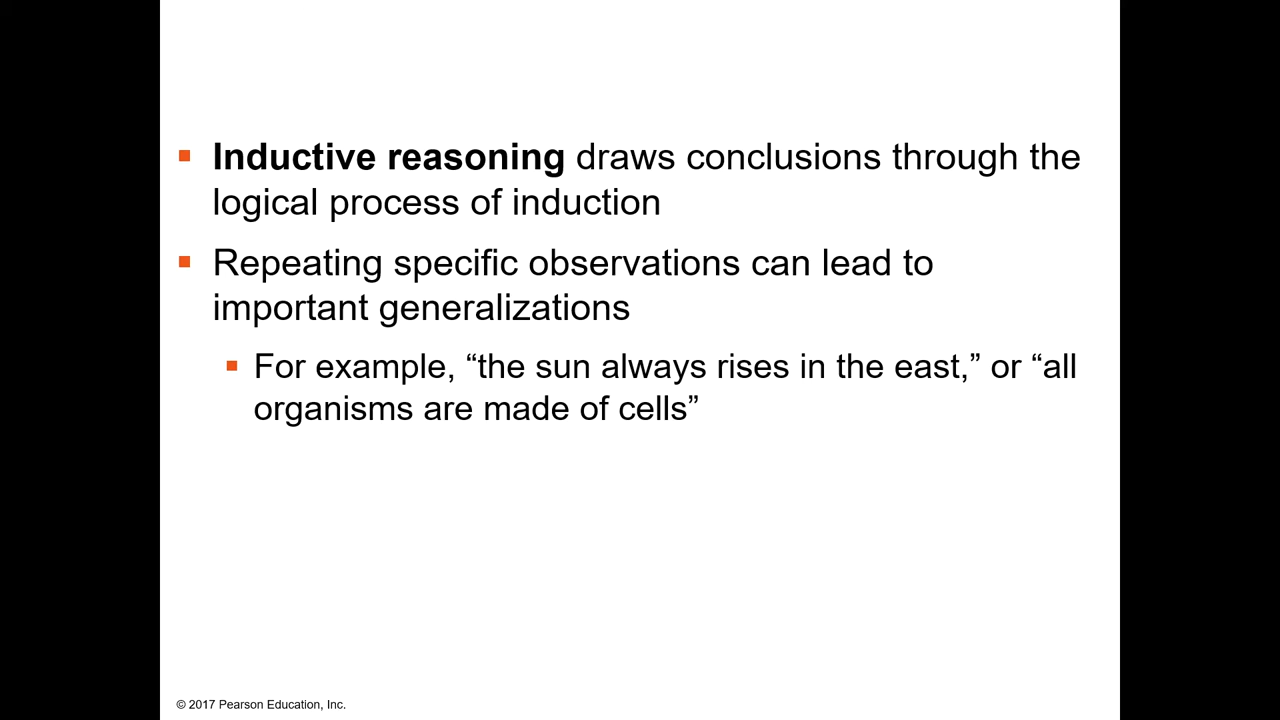 Inductive reasoning draws conclusions through the
logical process of induction
Repeating specific observations can lead to
important generalizations
For example, “the sun always rises in the east,” or “all
organisms are made of cells”
© 2017 Pearson Education, Inc.